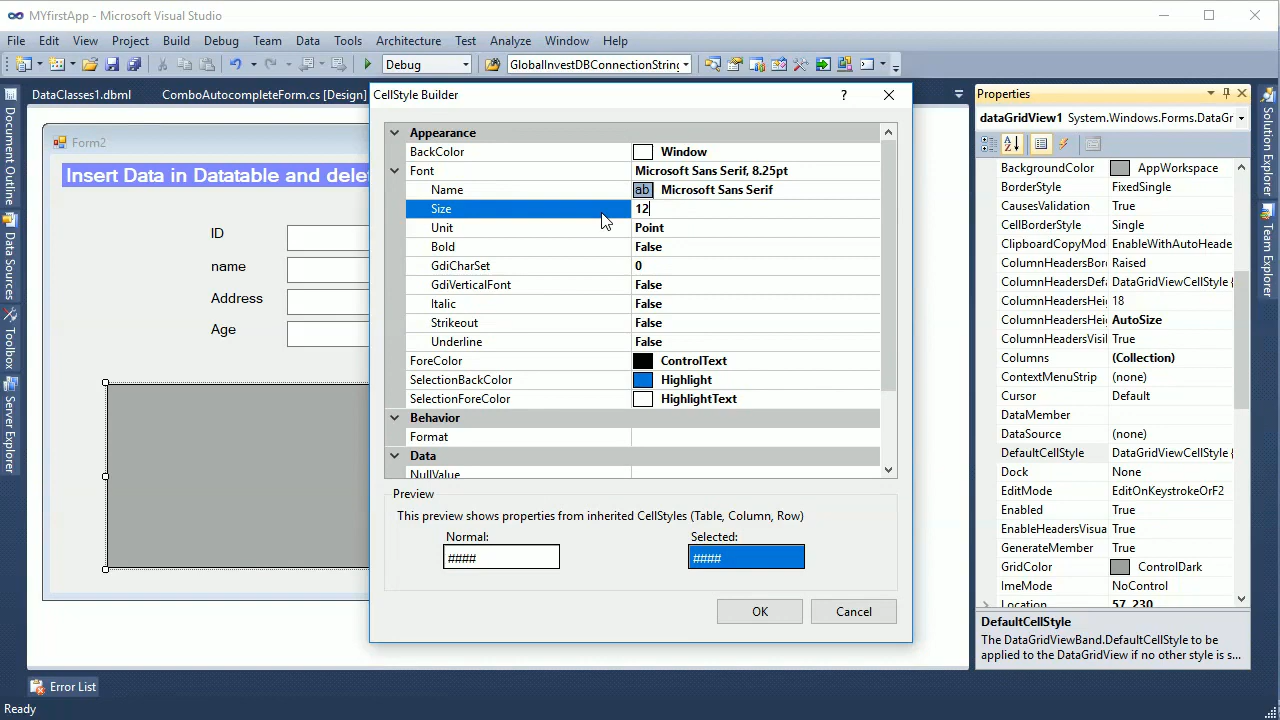 MYfirstApp - Microsoft Visual Studio
File Edit View Project Build Debug Team Data Tools Architecture Test Analyze Window Help
Debug GlobalInvestDBConnectionString
DataClasses1.dbml ComboAutocompleteForm.cs [Design]
Document Outline
Data Sources
Toolbox
Server Explorer
Form2
Insert Data in Datatable and delet
ID
name
Address
Age
CellStyle Builder
?
Appearance
BackColor Window
Font Microsoft Sans Serif, 8.25pt
Name ab Microsoft Sans Serif
Size 12
Unit Point
Bold False
GdiCharSet 0
GdiVerticalFont False
Italic False
Strikeout False
Underline False
ForeColor ControlText
SelectionBackColor Highlight
SelectionForeColor HighlightText
Behavior
Format
Data
NullValue
Preview
This preview shows properties from inherited CellStyles (Table, Column, Row)
Normal: Selected:
#### ####
OK Cancel
Properties
dataGridView1 System.Windows.Forms.DataGr
BackgroundColor AppWorkspace
BorderStyle FixedSingle
CausesValidation True
CellBorderStyle Single
ClipboardCopyMod EnableWithAutoHeade
ColumnHeadersBor Raised
ColumnHeadersDefa DataGridViewCellStyle {
ColumnHeadersHei 18
ColumnHeadersHei AutoSize
ColumnHeadersVisi True
Columns (Collection)
ContextMenuStrip (none)
Cursor Default
DataMember
DataSource (none)
DefaultCellStyle DataGridViewCellStyle {
Dock None
EditMode EditOnKeystrokeOrF2
Enabled True
EnableHeadersVisua True
GenerateMember True
GridColor ControlDark
ImeMode NoControl
Location 57, 230
DefaultCellStyle
The DataGridViewBand.DefaultCellStyle to be
applied to the DataGridView if no other style is s...
Solution Explorer
Team Explorer
Error List
Ready